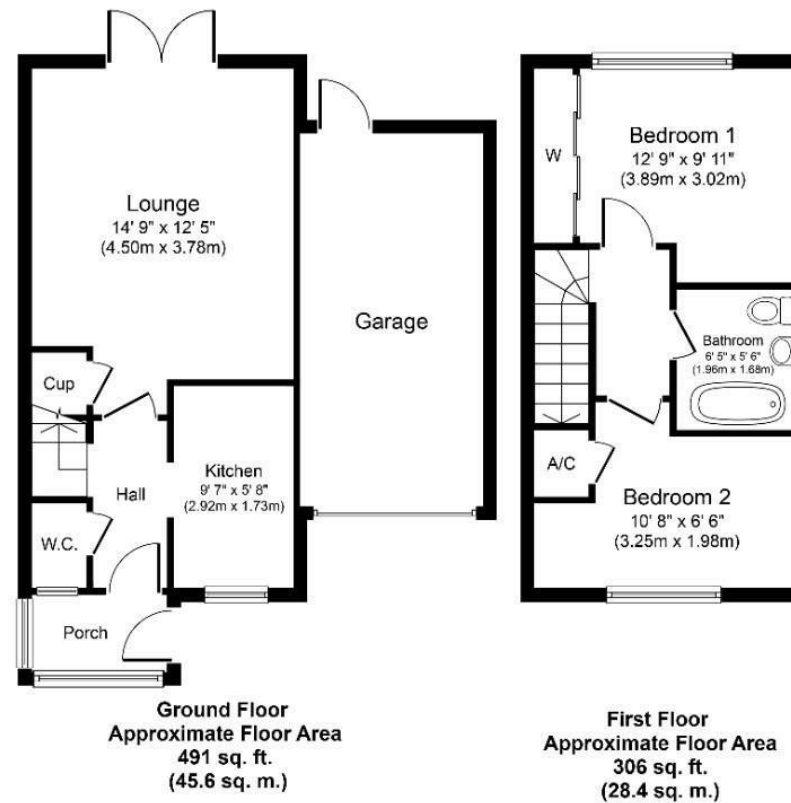 Lounge
14' 9" x 12' 5"
(4.50m x 3.78m)
Garage
Cup
Kitchen
9' 7" x 5' 8"
(2.92m x 1.73m)
Hall
W.C.
Porch
Ground Floor
Approximate Floor Area
491 sq. ft.
(45.6 sq. m.)
W
Bedroom 1
12' 9" x 9' 11"
(3.89m x 3.02m)
Bathroom
6' 5" x 5' 6"
(1.96m x 1.68m)
A/C
Bedroom 2
10' 8" x 6' 6"
(3.25m x 1.98m)
First Floor
Approximate Floor Area
306 sq. ft.
(28.4 sq. m.)